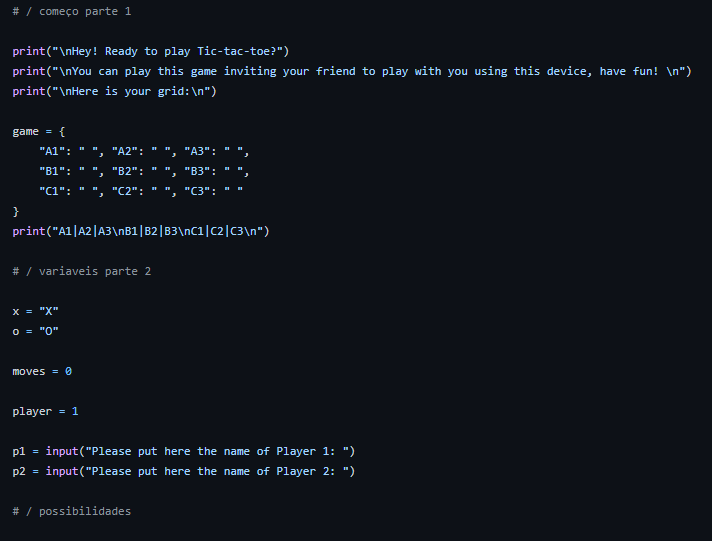 # / começo parte 1
print("\nHey! Ready to play Tic-tac-toe?")
print("\nYou can play this game inviting your friend to play with you using this device, have fun! \n")
print("\nHere is your grid:\n")
game = {
    "A1": " ", "A2": " ", "A3": " ",
    "B1": " ", "B2": " ", "B3": " ",
    "C1": " ", "C2": " ", "C3": " "
}
print("A1|A2|A3\nB1|B2|B3\nC1|C2|C3\n")
# / variaveis parte 2
x = "X"
o = "O"
moves = 0
player = 1
p1 = input("Please put here the name of Player 1: ")
p2 = input("Please put here the name of Player 2: ")
# / possibilidades